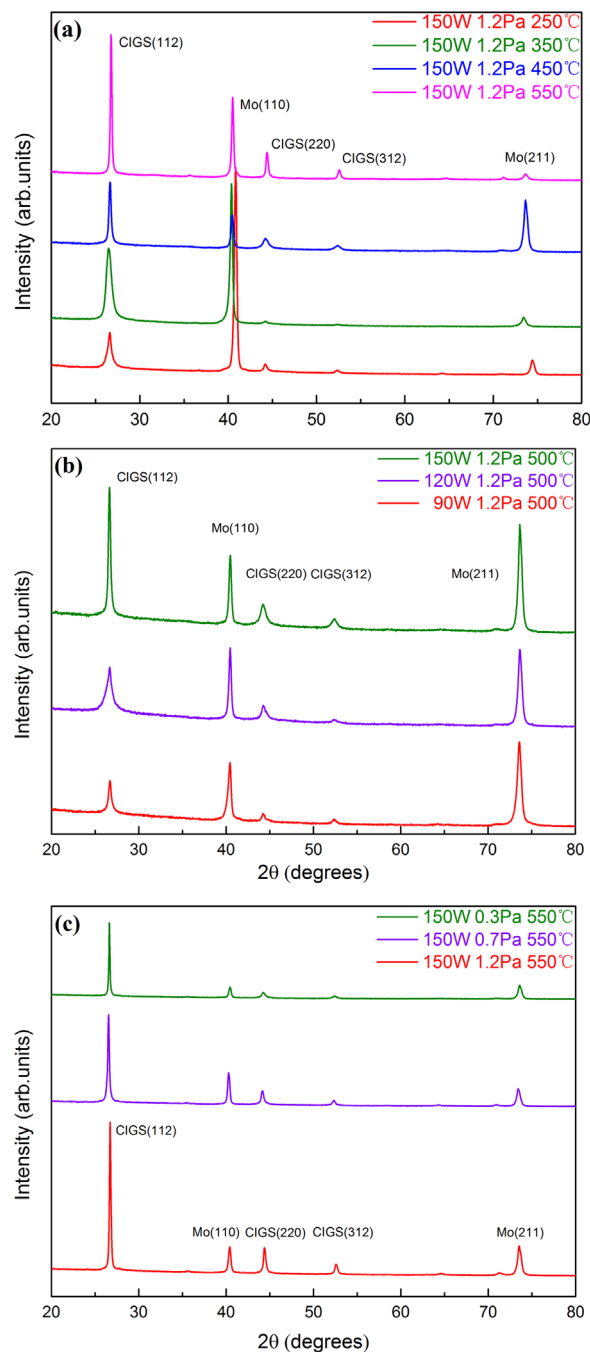 (a)
150W 1.2Pa 250℃
150W 1.2Pa 350℃
150W 1.2Pa 450℃
150W 1.2Pa 550℃
CIGS(112)
Mo(110)
CIGS(220)
CIGS(312)
Mo(211)
Intensity (arb.units)
20 30 40 50 60 70 80
(b)
150W 1.2Pa 500℃
120W 1.2Pa 500℃
90W 1.2Pa 500℃
CIGS(112)
Mo(110)
CIGS(220) CIGS(312)
Mo(211)
Intensity (arb.units)
20 30 40 50 60 70 80
2θ (degrees)
(c)
150W 0.3Pa 550℃
150W 0.7Pa 550℃
150W 1.2Pa 550℃
CIGS(112)
Mo(110) CIGS(220) CIGS(312) Mo(211)
Intensity (arb.units)
20 30 40 50 60 70 80
2θ (degrees)